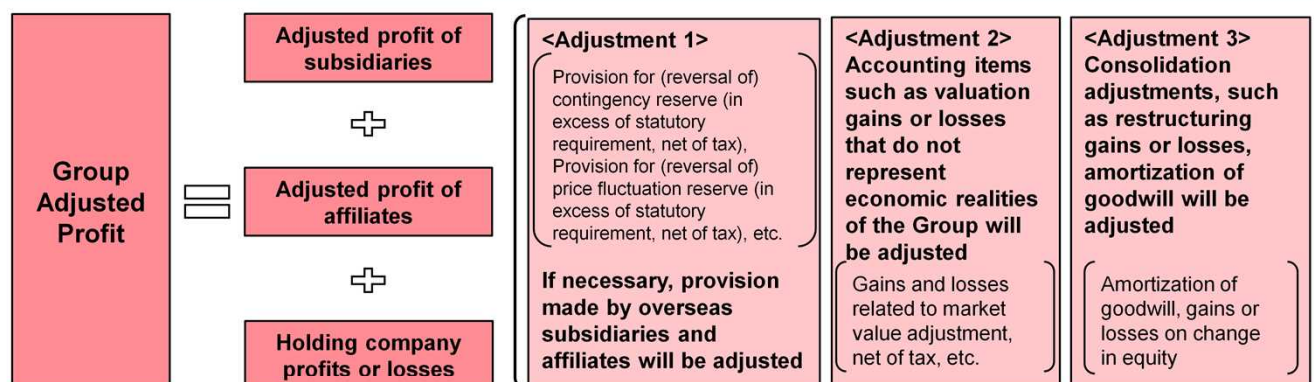 Group
Adjusted
Profit
Adjusted profit of
subsidiaries
Adjusted profit of
affiliates
Holding company
profits or losses
<Adjustment 1>
Provision for (reversal of)
contingency reserve (in
excess of statutory
requirement, net of tax),
Provision for (reversal of)
price fluctuation reserve (in
excess of statutory
requirement, net of tax), etc.
If necessary, provision
made by overseas
subsidiaries and
affiliates will be adjusted
<Adjustment 2>
Accounting items
such as valuation
gains or losses
that do not
represent
economic realities
of the Group will
be adjusted
Gains and losses
related to market
value adjustment,
net of tax, etc.
<Adjustment 3>
Consolidation
adjustments, such
as restructuring
gains or losses,
amortization of
goodwill will be
adjusted
Amortization of
goodwill, gains or
losses on change
in equity